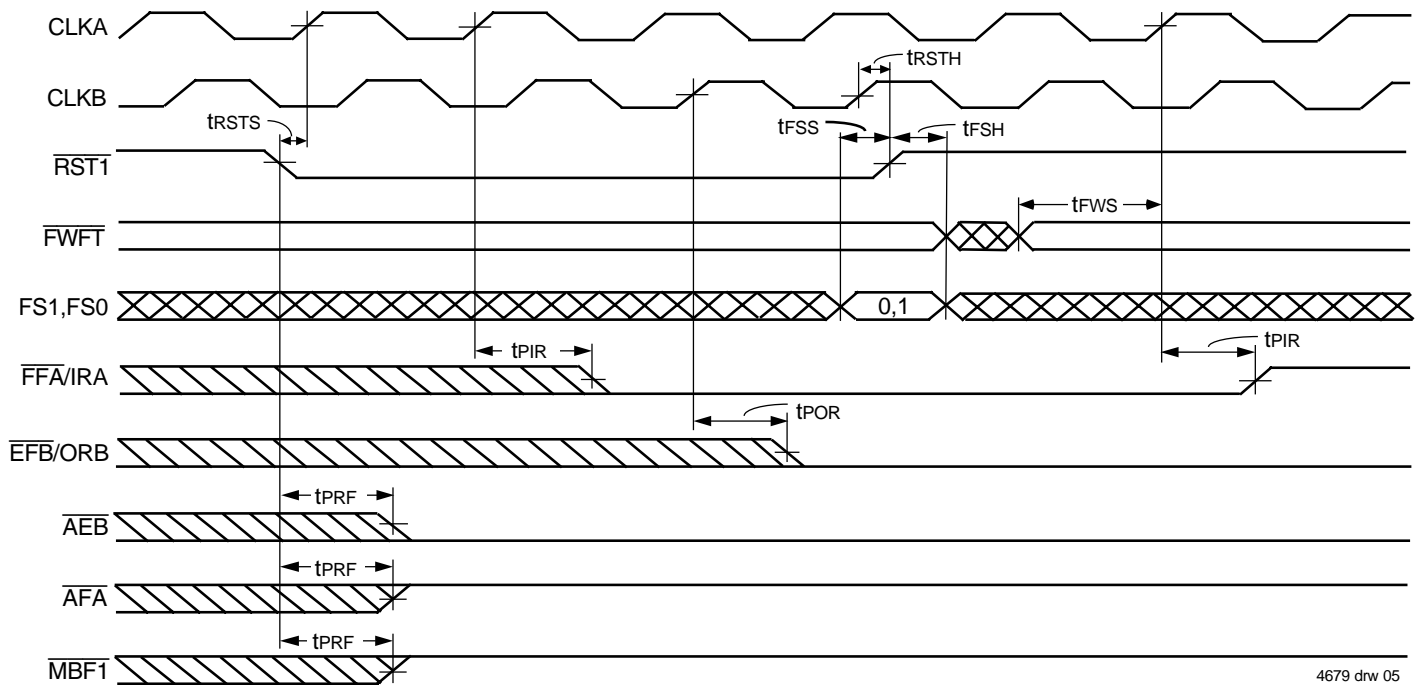 CLKA
tRSTH
CLKB
tRSTS
tFSS
tFSH
RST1
tFWS
FWFT
FS1,FS0
0,1
tPIR
tPIR
FFA/IRA
tPOR
EFB/ORB
tPRF
AEB
tPRF
AFA
tPRF
MBF1
4679 drw 05